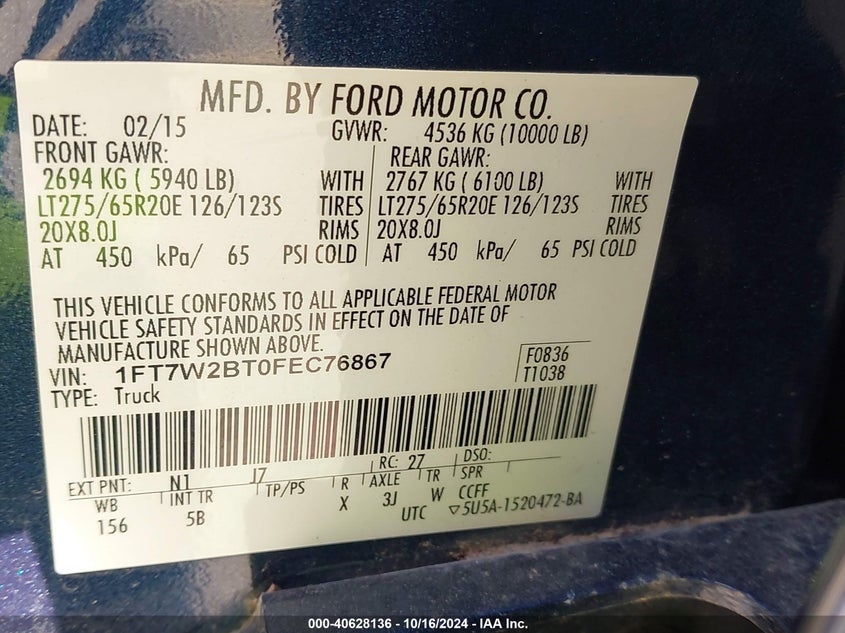 MFD. BY FORD MOTOR CO.
DATE: 02/15 GVWR: 4536 KG (10000 LB)
FRONT GAWR: REAR GAWR:
2694 KG ( 5940 LB) WITH 2767 KG ( 6100 LB) WITH
LT275/65R20E 126/123S TIRES LT275/65R20E 126/123S TIRES
20X8.0J RIMS 20X8.0J RIMS
AT 450 kPa/ 65 PSI COLD AT 450 kPa/ 65 PSI COLD
THIS VEHICLE CONFORMS TO ALL APPLICABLE FEDERAL MOTOR
VEHICLE SAFETY STANDARDS IN EFFECT ON THE DATE OF
MANUFACTURE SHOWN ABOVE.
VIN: 1FT7W2BT0FEC76867 F0836
TYPE: Truck T1038
EXT PNT: N1 J7 RC: 27 DSO:
WB INT TR TP/PS R AXLE TR SPR
156 5B X 3J W CCFF
UTC ▽5U5A-1520472-BA
000-40628136 - 10/16/2024 - IAA Inc.